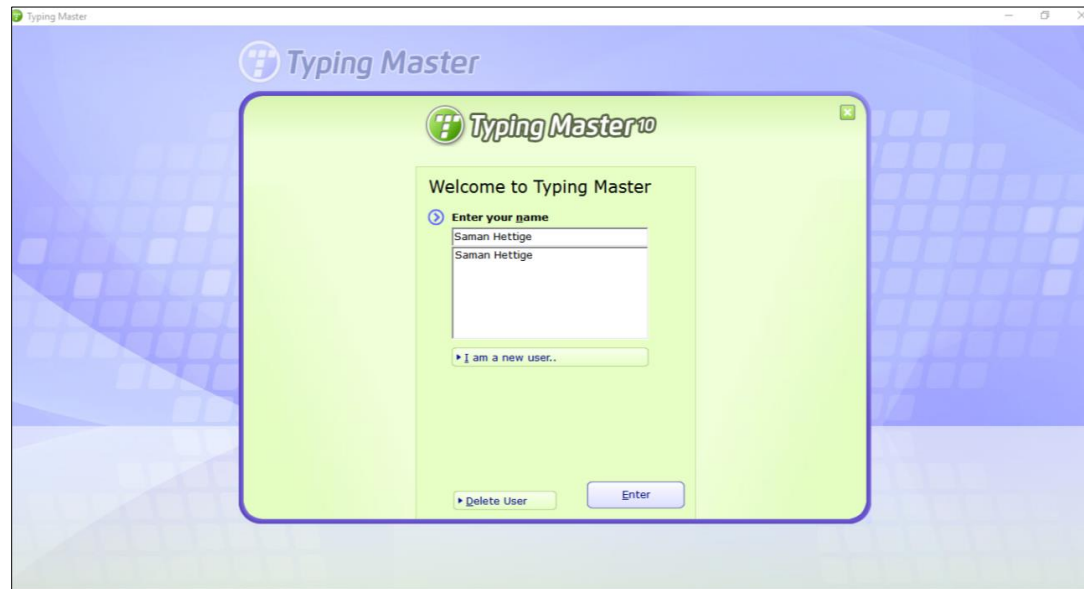 Typing Master
Typing Master
Typing Master 10
Welcome to Typing Master
Enter your name
Saman Hettige
Saman Hettige
I am a new user..
Delete User
Enter